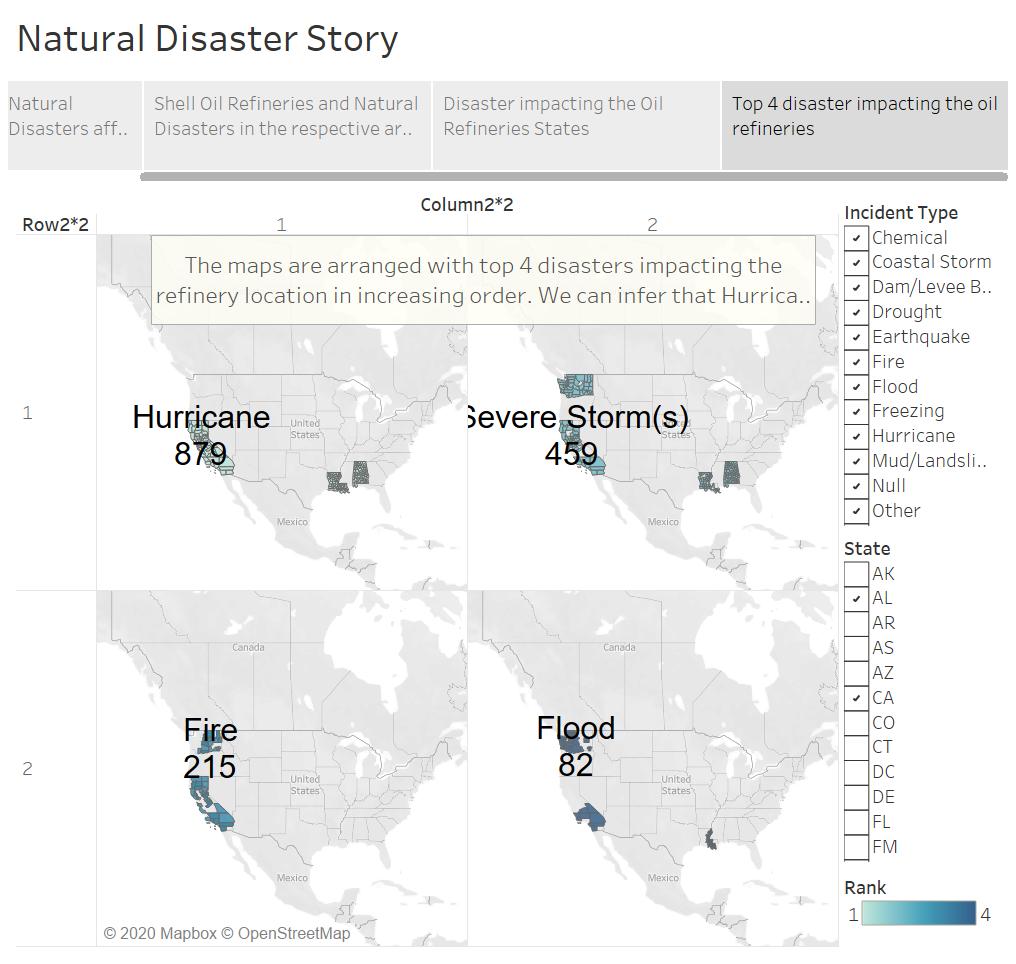 Natural Disaster Story
Natural
Disasters aff..
Shell Oil Refineries and Natural
Disasters in the respective ar..
Disaster impacting the Oil
Refineries States
Top 4 disaster impacting the oil
refineries
Column2*2
Row2*2
1
2
The maps are arranged with top 4 disasters impacting the
refinery location in increasing order. We can infer that Hurrica..
1
Hurricane
879
United
States
Mexico
Severe Storm(s)
459
United
States
Mexico
2
Canada
Fire
215
United
States
Mexico
© 2020 Mapbox © OpenStreetMap
Canada
Flood
82
United
States
Mexico
Incident Type
Chemical
Coastal Storm
Dam/Levee B..
Drought
Earthquake
Fire
Flood
Freezing
Hurricane
Mud/Landsli..
Null
Other
State
AK
AL
AR
AS
AZ
CA
CO
CT
DC
DE
FL
FM
Rank
1 4